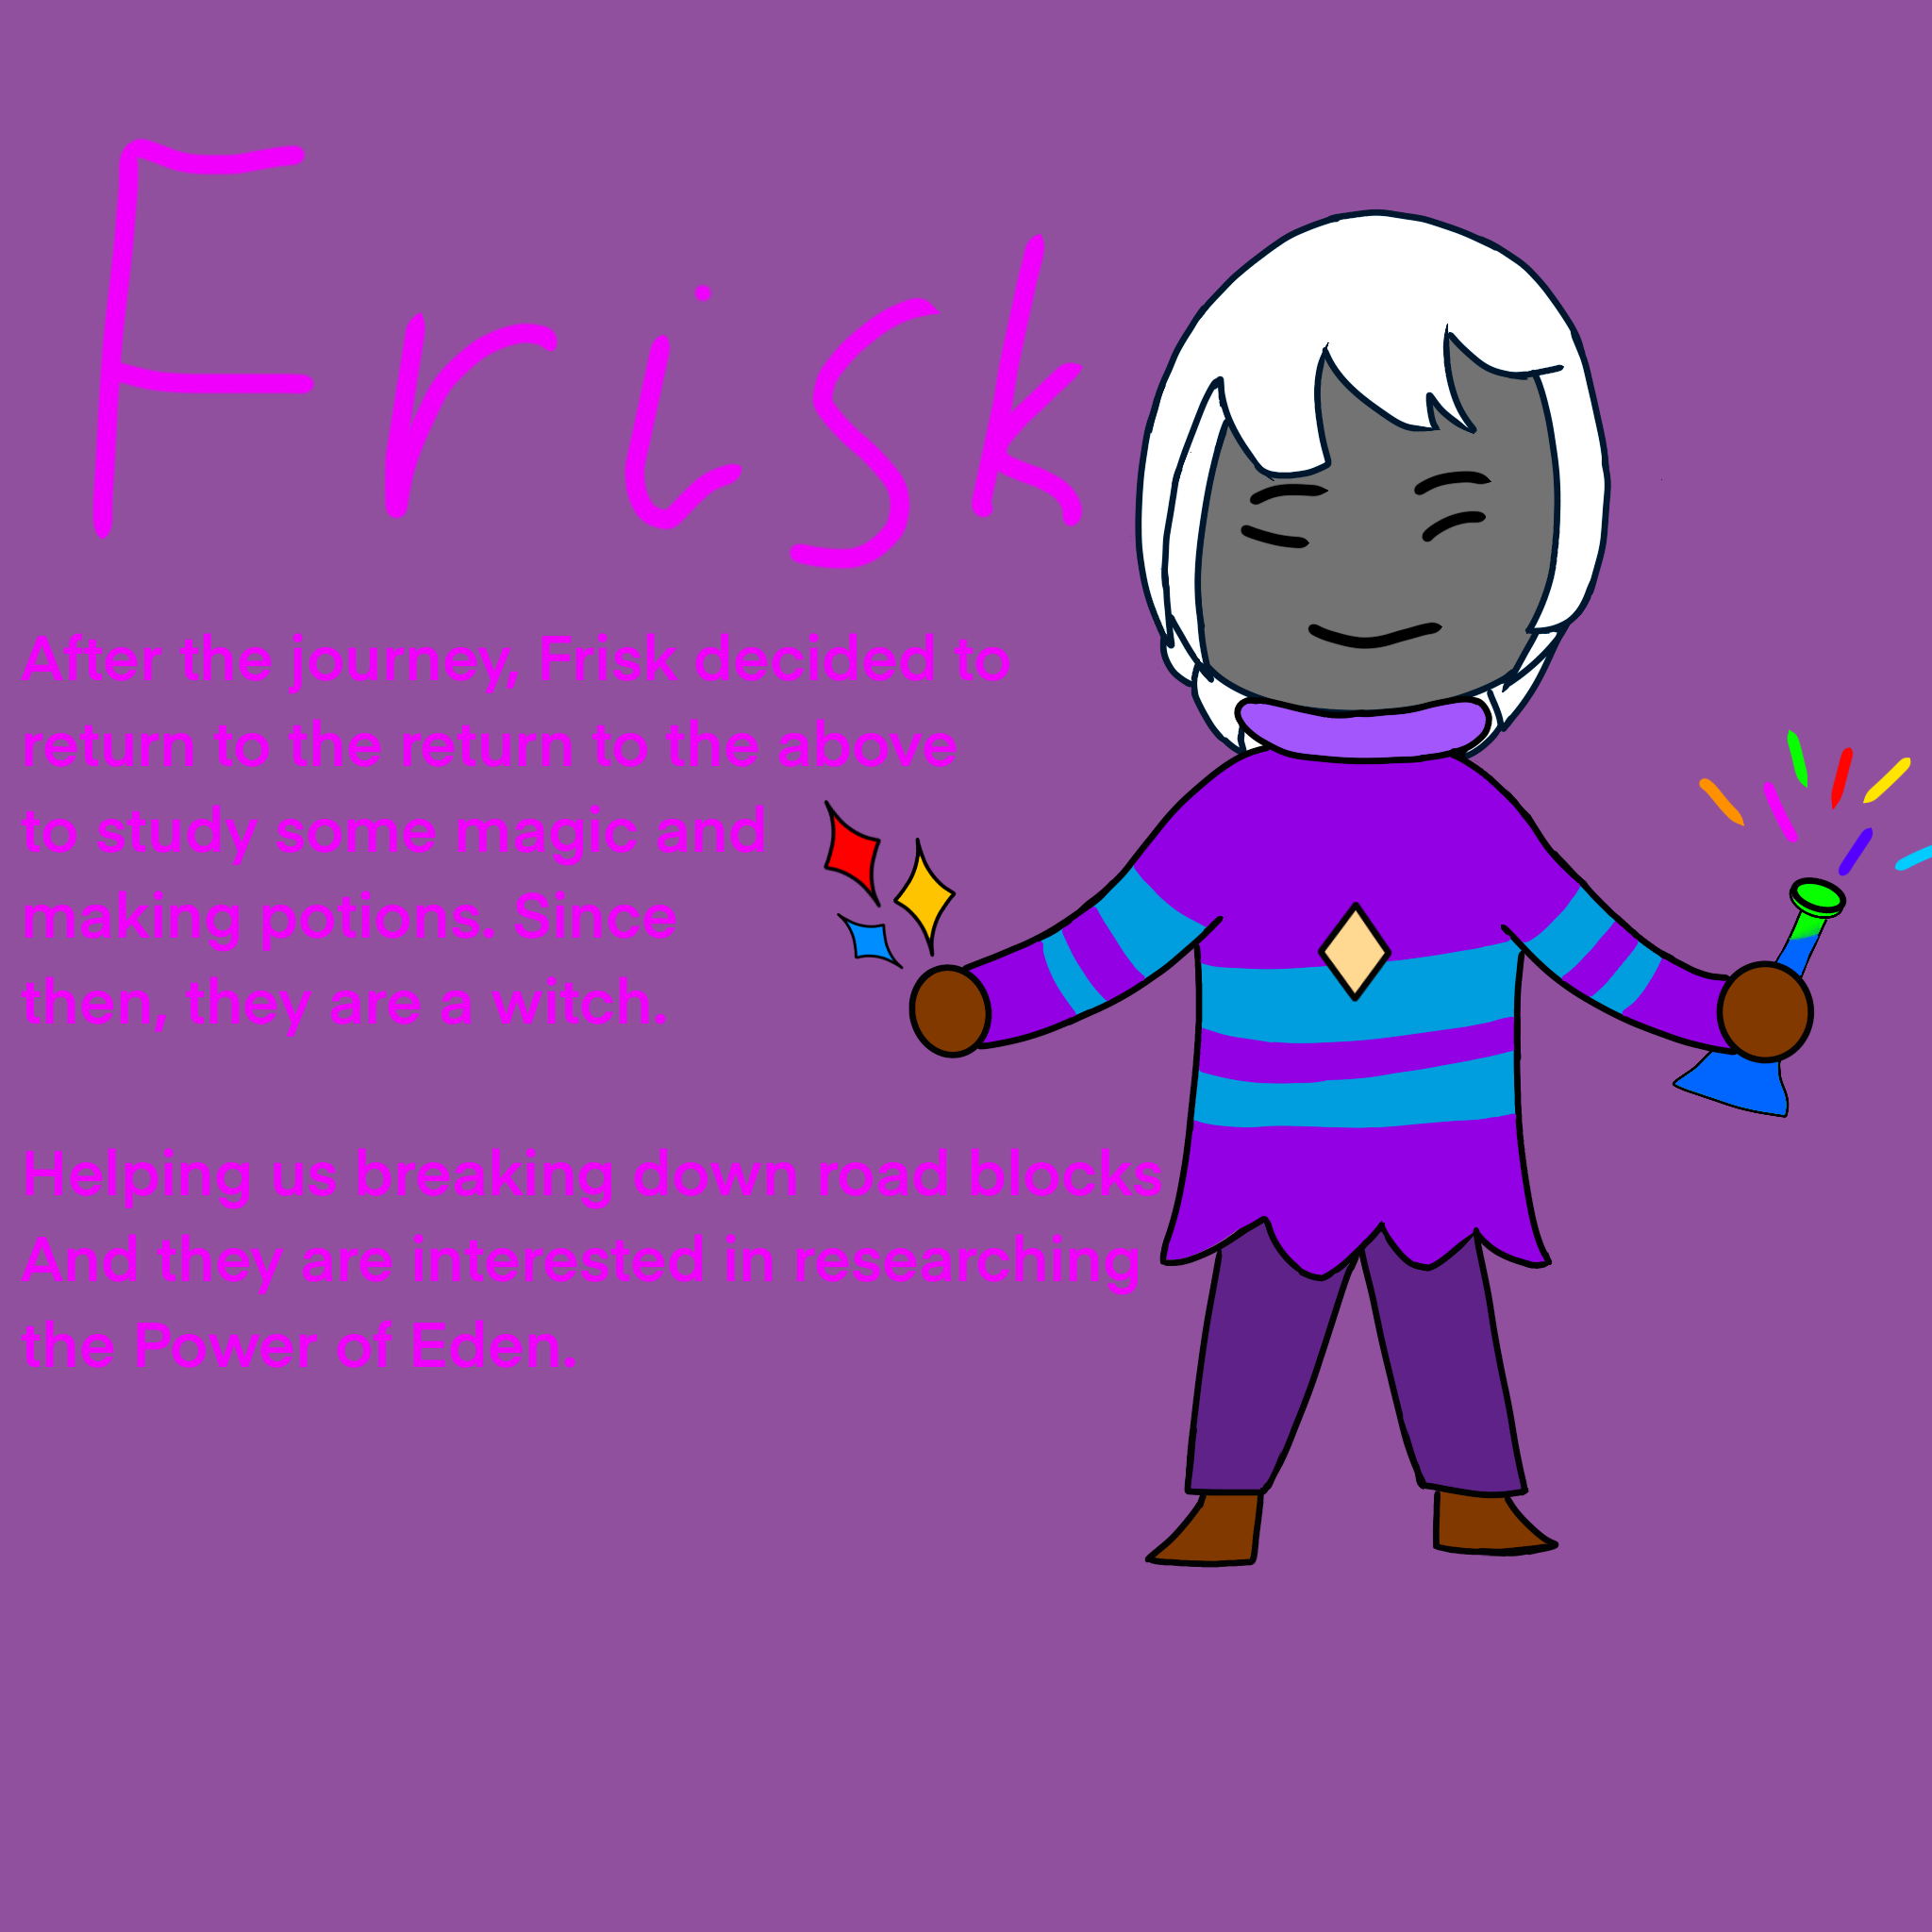 Frisk
After the journey, Frisk decided to
return to the return to the above
to study some magic and
making potions. Since
then, they are a witch.
Helping us breaking down road blocks
And they are interested in researching
the Power of Eden.